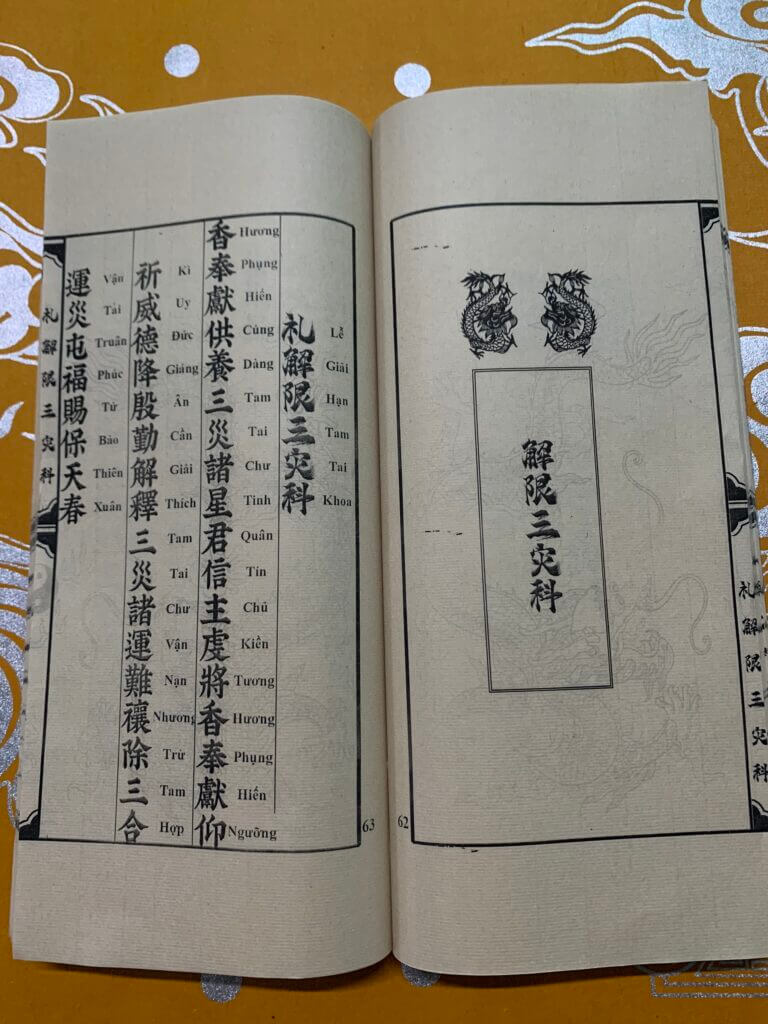 礼解限三灾科
解限三灾科
62
Lễ Giải Hạn Tam Tai Khoa
礼解限三灾科
Hương Phụng Hiến Cúng Dàng Tam Tai Chư Tinh Quân Tín Chủ Kiền Tương Hương Phụng Hiến Ngưỡng
香奉獻供養三災諸星君信主虔將香奉獻仰
Kì Uy Đức Giáng Ân Cần Giải Thích Tam Tai Chư Vận Nạn Nhương Trừ Tam Hợp
祈威德降殷勤解釋三災諸運難禳除三合
Vận Tải Truân Phúc Tứ Bảo Thiên Xuân
運災屯福賜保天春
礼解限三灾科
63